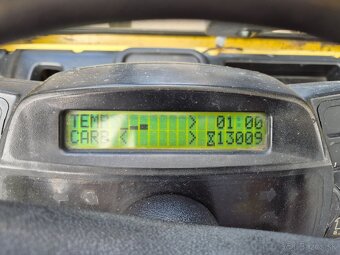 TEMP < > 01:00
CARB < > 13009